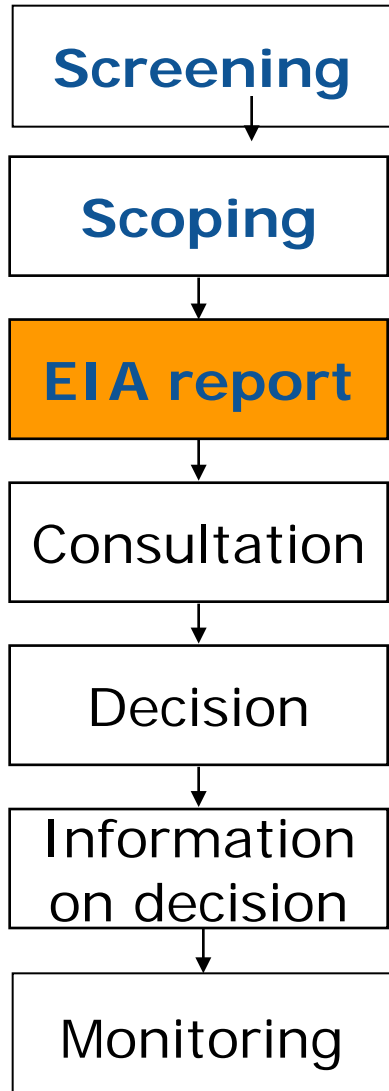 Screening
Scoping
EIA report
Consultation
Decision
Information
on decision
Monitoring